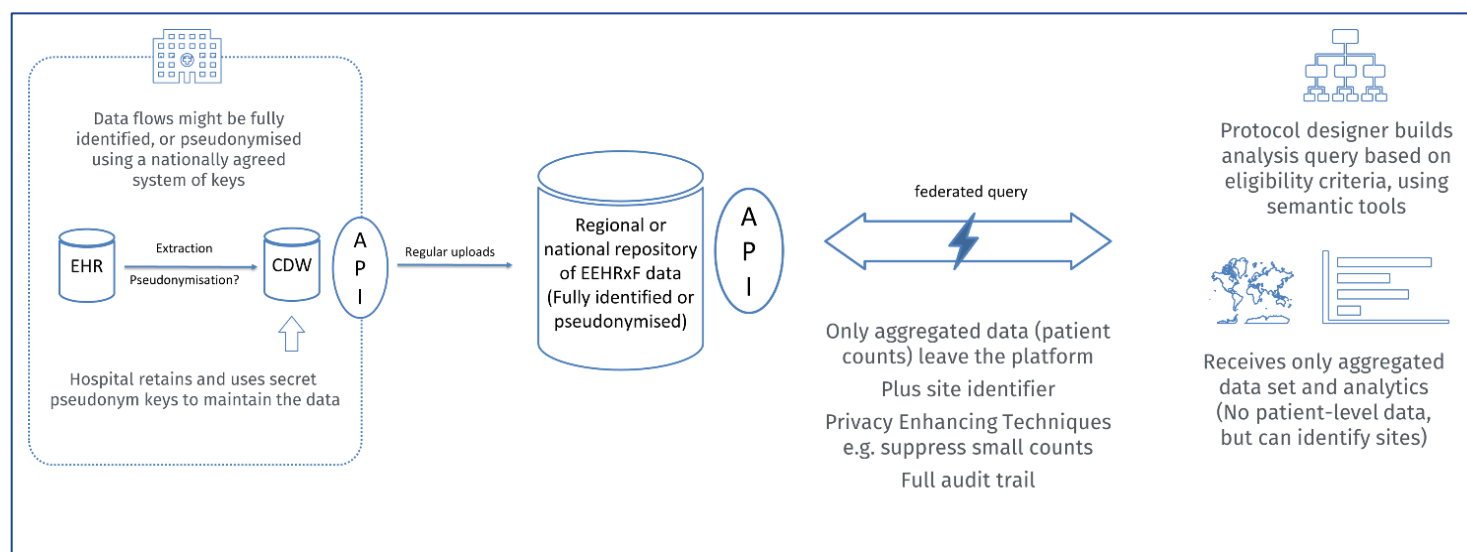 Data flows might be fully
identified, or pseudonymised
using a nationally agreed
system of keys
EHR
Extraction
Pseudonymisation?
CDW
A
P
I
Hospital retains and uses secret
pseudonym keys to maintain the data
Regular uploads
Regional or
national repository
of EEHRxF data
(Fully identified or
pseudonymised)
A
P
I
federated query
Only aggregated data (patient
counts) leave the platform
Plus site identifier
Privacy Enhancing Techniques
e.g. suppress small counts
Full audit trail
Protocol designer builds
analysis query based on
eligibility criteria, using
semantic tools
Receives only aggregated
data set and analytics
(No patient-level data,
but can identify sites)